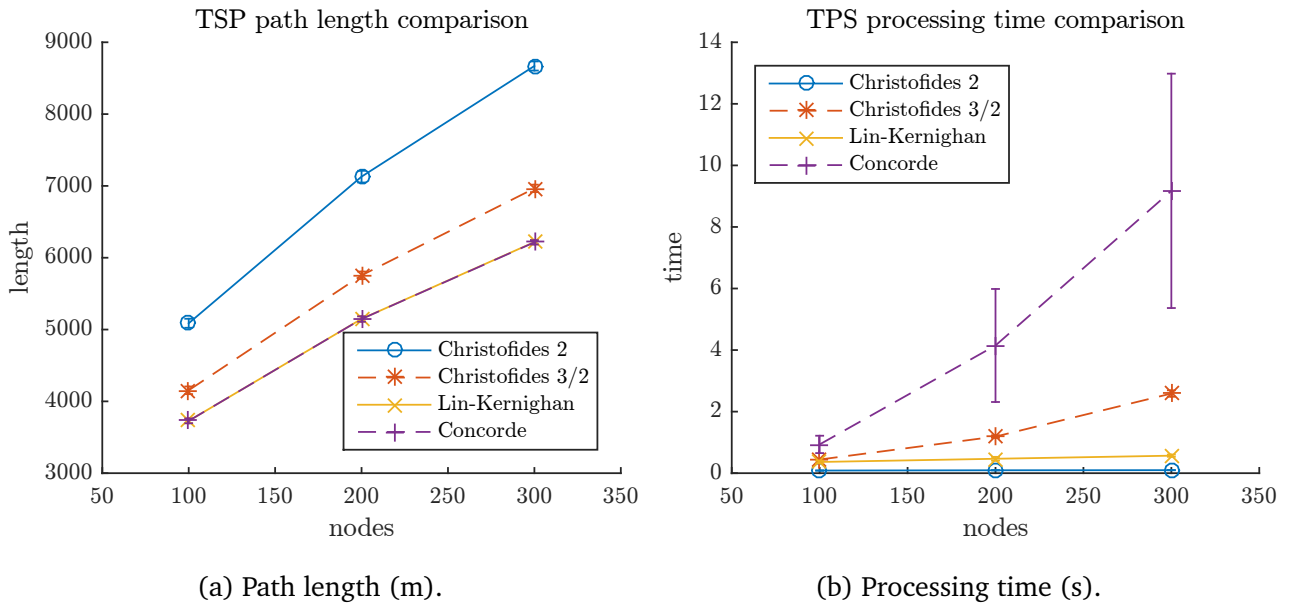 TSP path length comparison
9000
8000
7000
6000
5000
4000
3000
length
Christofides 2
Christofides 3/2
Lin-Kernighan
Concorde
50 100 150 200 250 300 350
nodes
(a) Path length (m).
TPS processing time comparison
14
12
10
8
6
4
2
0
time
Christofides 2
Christofides 3/2
Lin-Kernighan
Concorde
50 100 150 200 250 300 350
nodes
(b) Processing time (s).